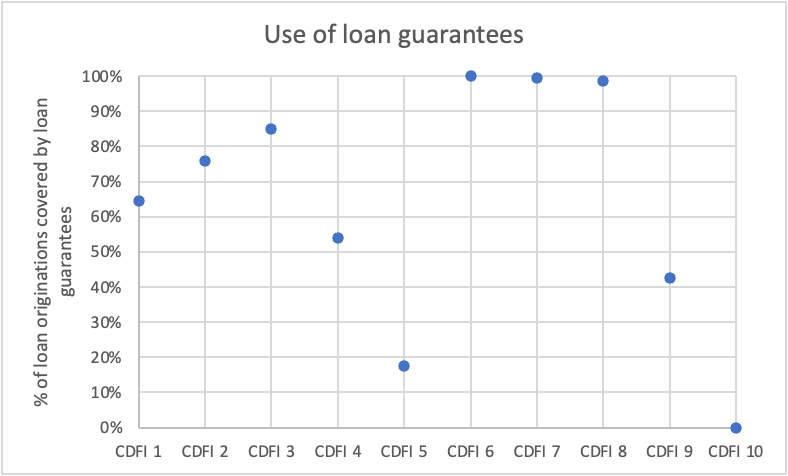 Use of loan guarantees
% of loan originations covered by loan
guarantees
100%
90%
80%
70%
60%
50%
40%
30%
20%
10%
0%
CDFI 1 CDFI 2 CDFI 3 CDFI 4 CDFI 5 CDFI 6 CDFI 7 CDFI 8 CDFI 9 CDFI 10